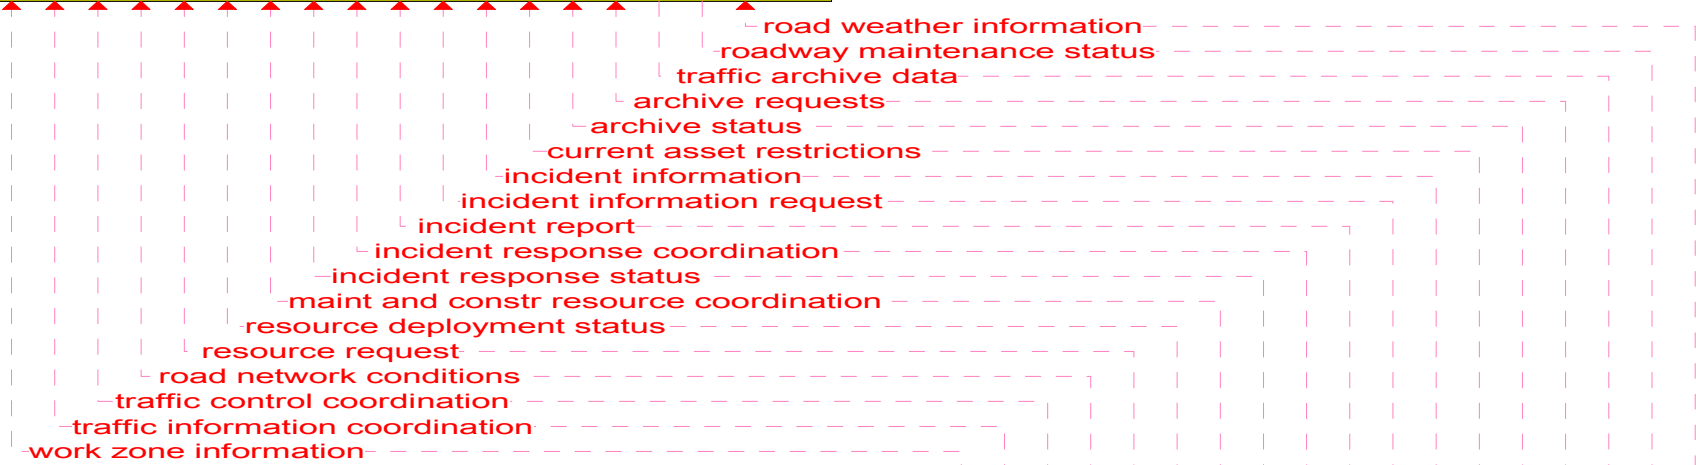 road weather information
roadway maintenance status
traffic archive data
archive requests
archive status
current asset restrictions
incident information
incident information request
incident report
incident response coordination
incident response status
maint and constr resource coordination
resource deployment status
resource request
road network conditions
traffic control coordination
traffic information coordination
work zone information